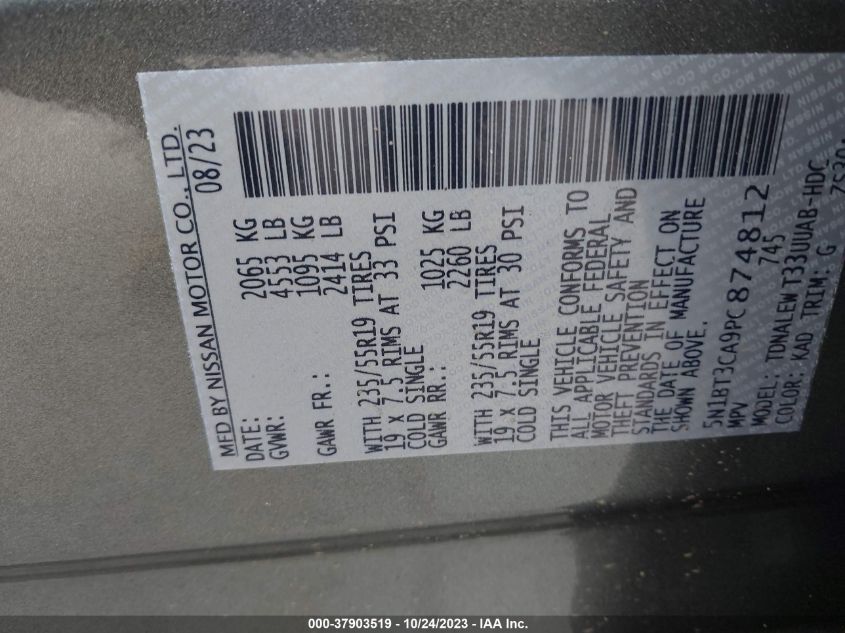 MFD BY NISSAN MOTOR CO., LTD.
DATE: 08/23
GVWR: 2065 KG
4553 LB
GAWR FR.: 1095 KG
2414 LB
WITH 235/55R19 TIRES
19 X 7.5 RIMS AT 33 PSI
COLD SINGLE
GAWR RR.: 1025 KG
2260 LB
WITH 235/55R19 TIRES
19 X 7.5 RIMS AT 30 PSI
COLD SINGLE
THIS VEHICLE CONFORMS TO
ALL APPLICABLE FEDERAL
MOTOR VEHICLE SAFETY AND
THEFT PREVENTION
STANDARDS IN EFFECT ON
THE DATE OF MANUFACTURE
SHOWN ABOVE.
5N1BT3CA9PC874812
MPV 745
MODEL: TDNALEW T33UUAB-HDC
COLOR: KAD TRIM: G
000-37903519 - 10/24/2023 - IAA Inc.